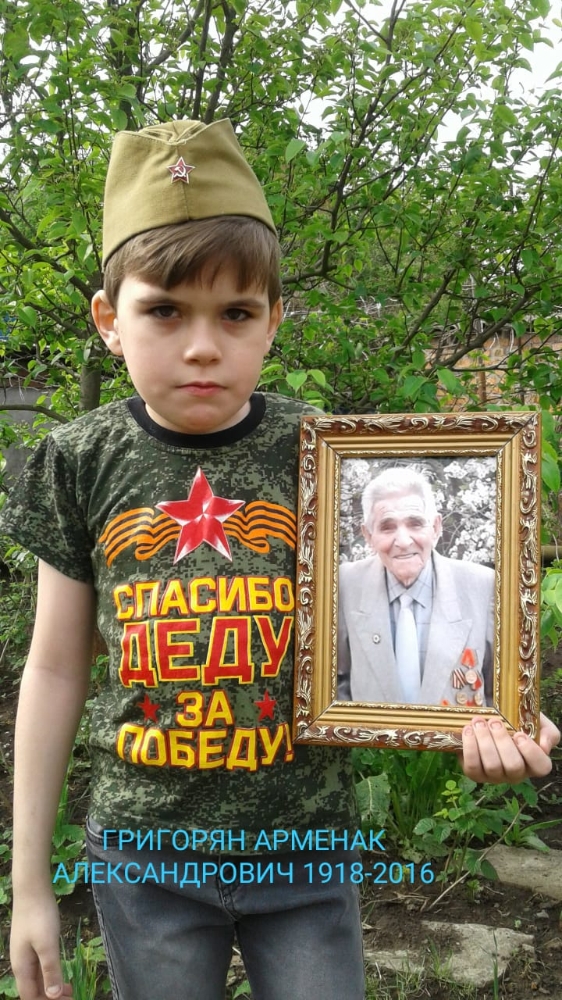 СПАСИБО
ДЕДУ
ЗА
ПОБЕДУ!
ГРИГОРЯН АРМЕНАК
АЛЕКСАНДРОВИЧ 1918-2016